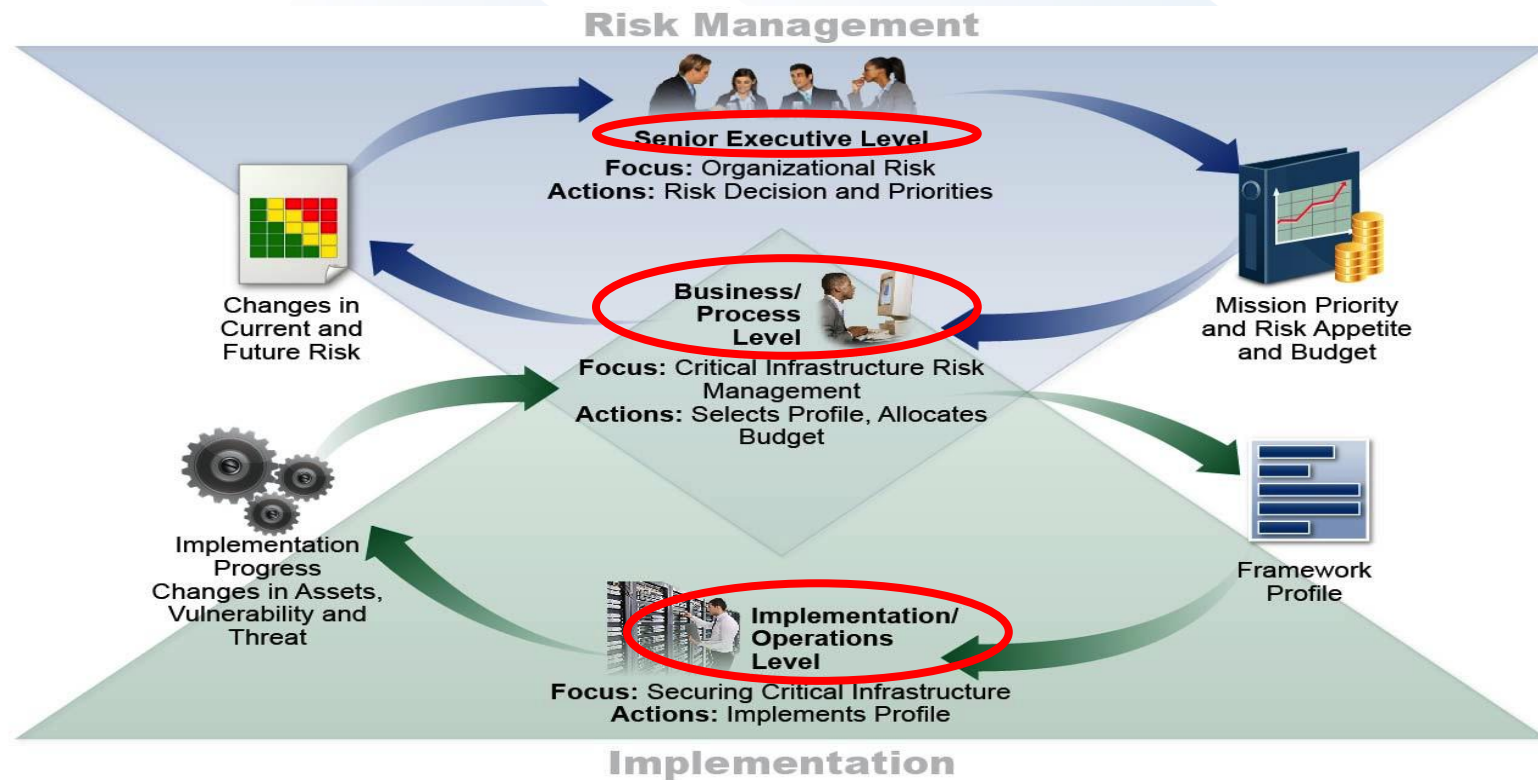 Risk Management
Senior Executive Level
Focus: Organizational Risk
Actions: Risk Decision and Priorities
Changes in
Current and
Future Risk
Business/
Process
Level
Focus: Critical Infrastructure Risk
Management
Actions: Selects Profile, Allocates
Budget
Mission Priority
and Risk Appetite
and Budget
Implementation
Progress
Changes in Assets,
Vulnerability and
Threat
Framework
Profile
Implementation/
Operations
Level
Focus: Securing Critical Infrastructure
Actions: Implements Profile
Implementation